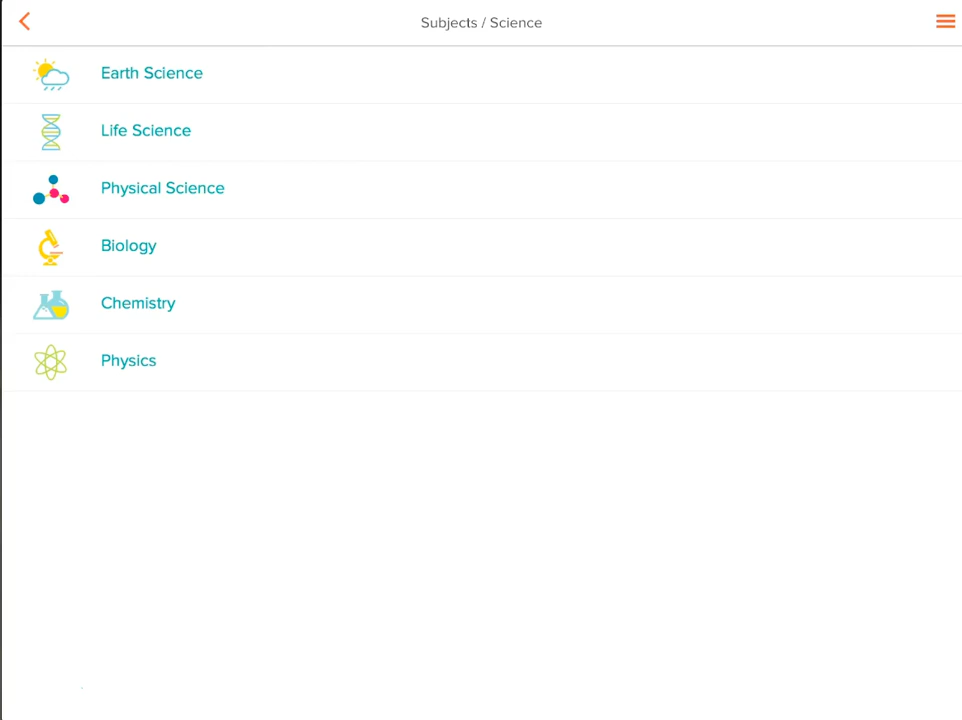 Subjects / Science
Earth Science
Life Science
Physical Science
Biology
Chemistry
Physics